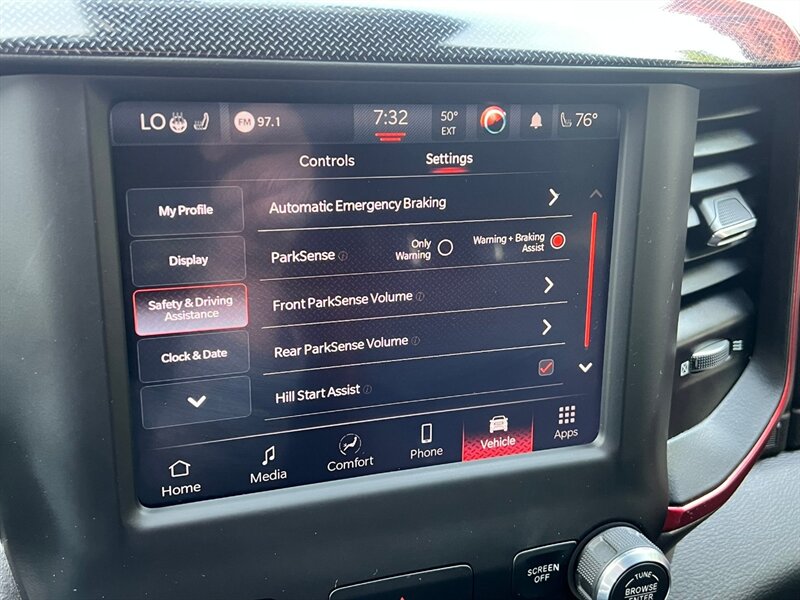 LO FM 97.1 7:32 50° EXT 76°
Controls Settings
My Profile
Display
Safety & Driving
Assistance
Clock & Date
Automatic Emergency Braking
ParkSense
Only
Warning
Warning + Braking
Assist
Front ParkSense Volume
Rear ParkSense Volume
Hill Start Assist
Home Media Comfort Phone Vehicle Apps
SCREEN
OFF
TUNE
BROWSE
ENTER